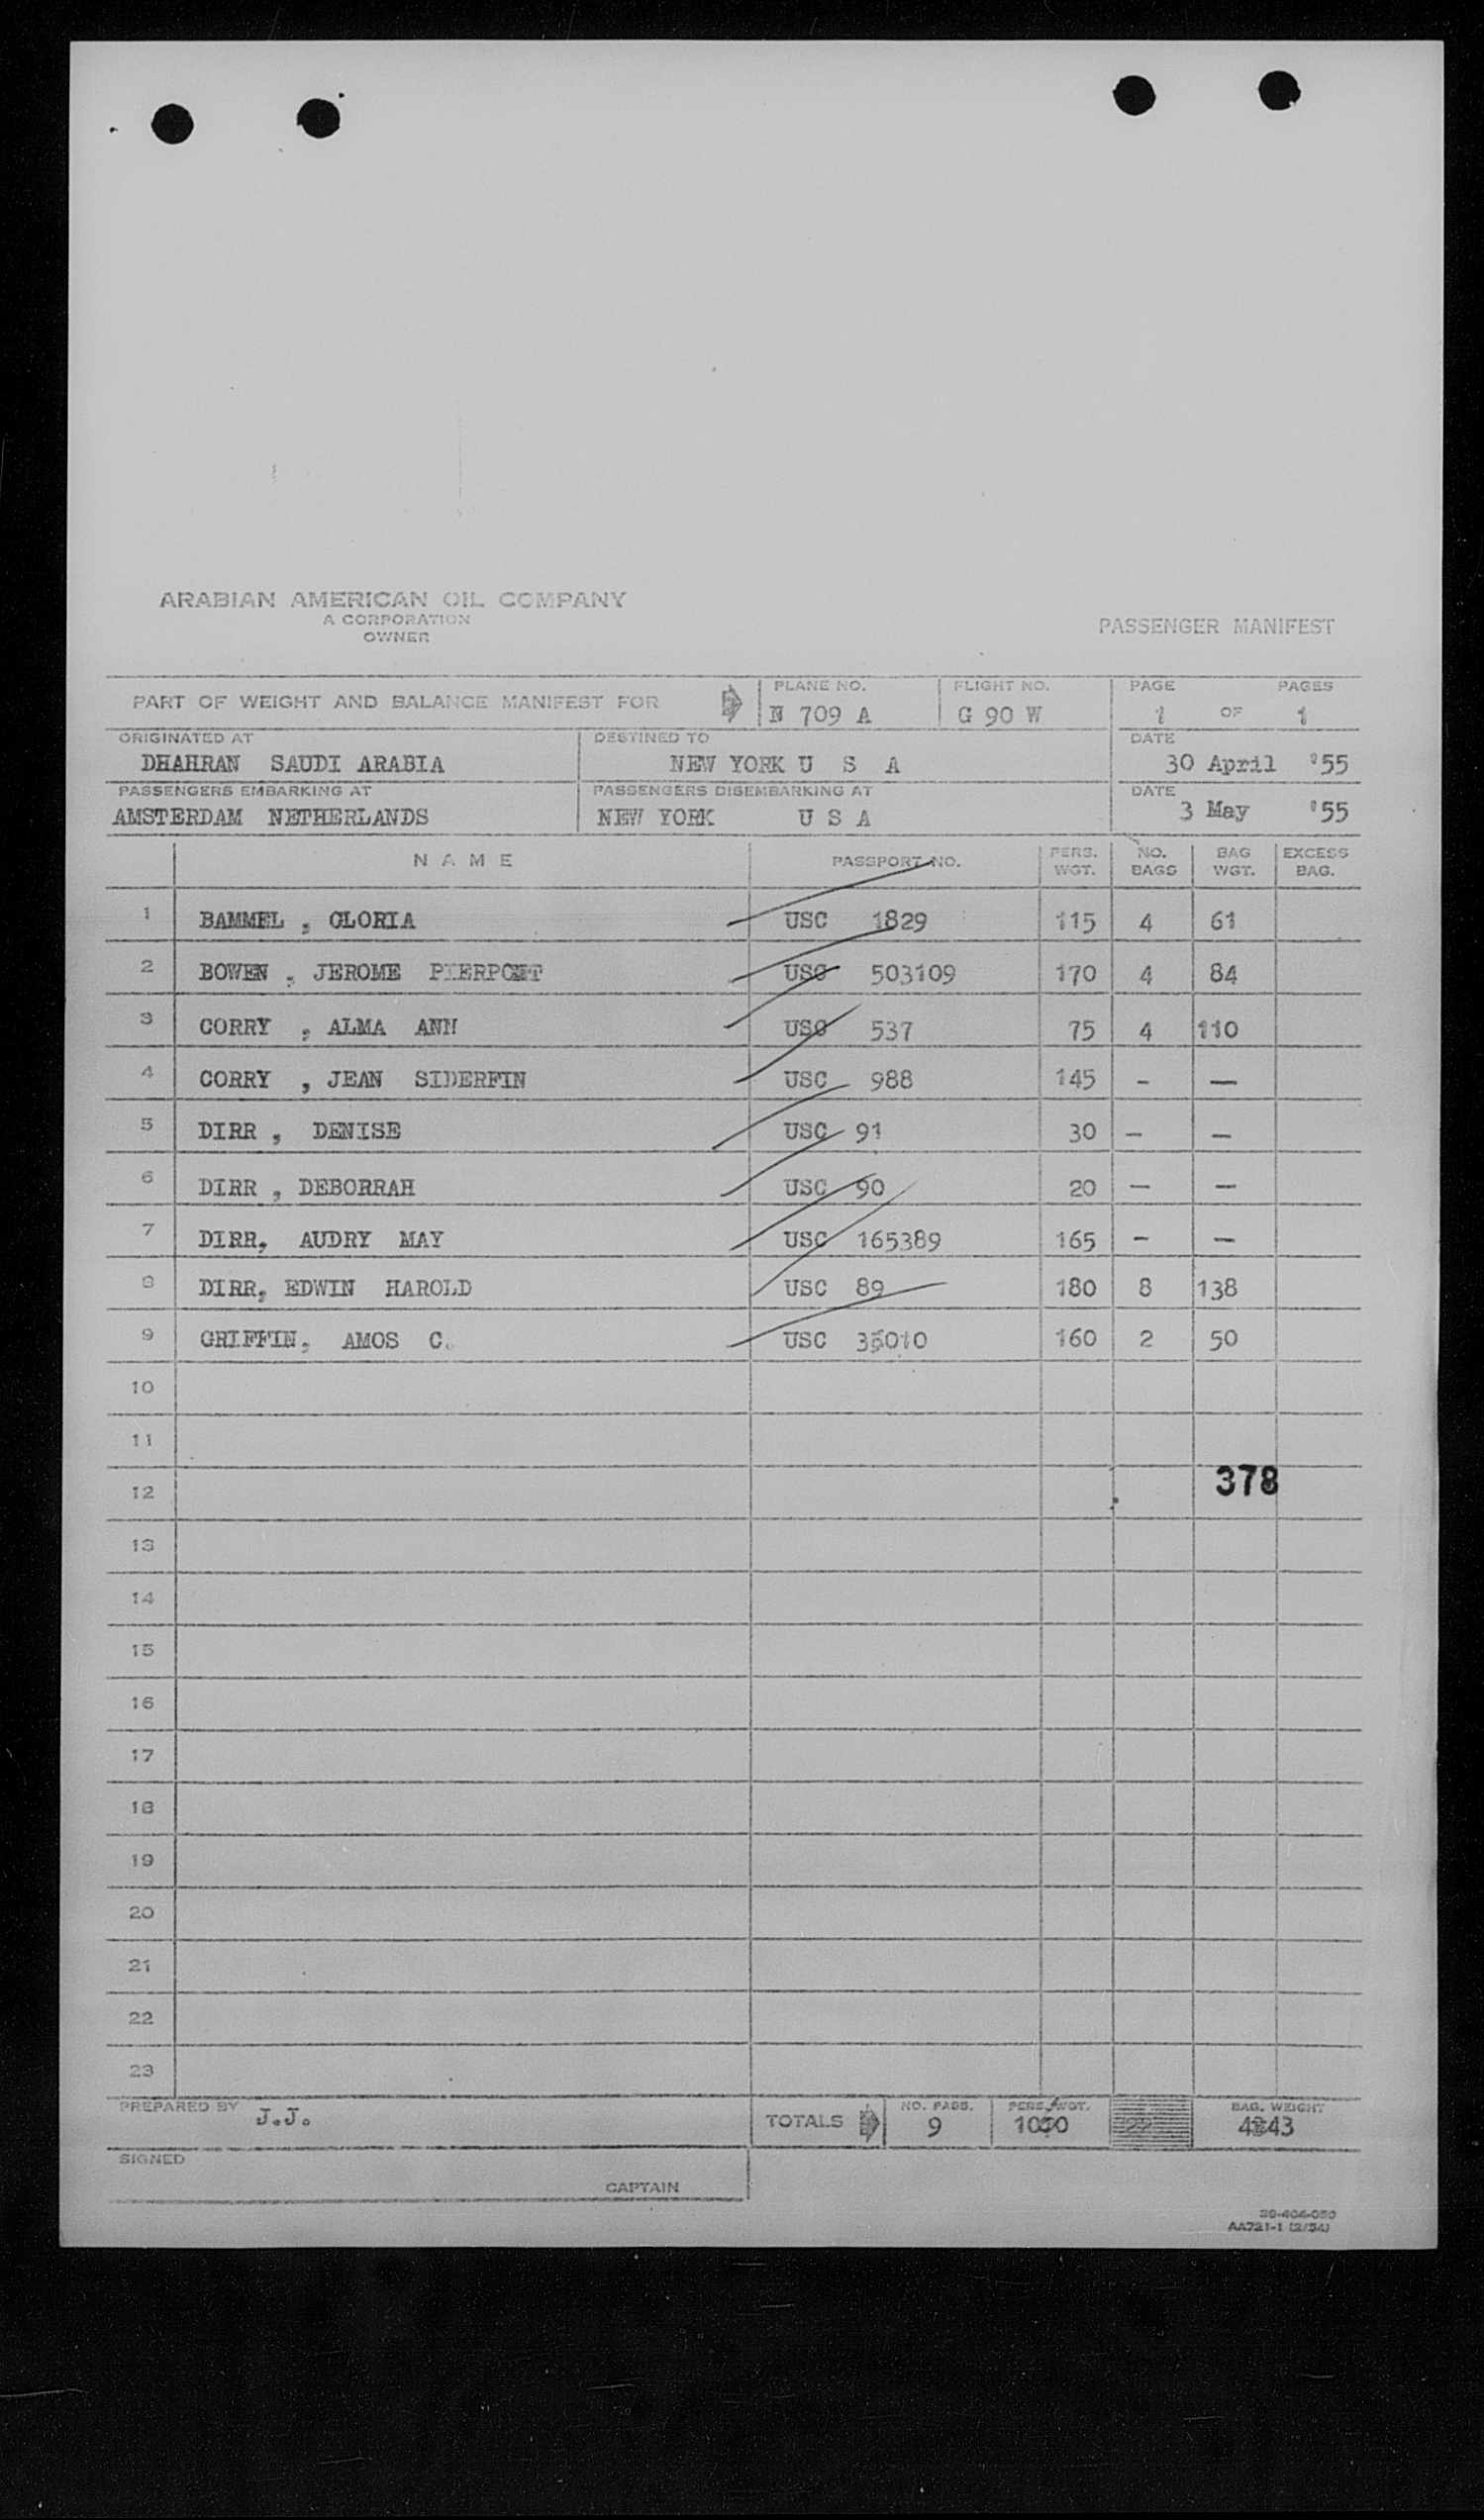 ARABIAN AMERICAN OIL COMPANY
A CORPORATION
OWNER
PASSENGER MANIFEST
PART OF WEIGHT AND BALANCE MANIFEST FOR
PLANE NO.
N 709 A
FLIGHT NO.
G 90 W
PAGE 1 OF PAGES 1
ORIGINATED AT
DHAHRAN SAUDI ARABIA
DESTINED TO
NEW YORK U S A
DATE
30 April '55
PASSENGERS EMBARKING AT
AMSTERDAM NETHERLANDS
PASSENGERS DISEMBARKING AT
NEW YORK U S A
DATE
3 May '55
NAME PASSPORT NO. PERS. WGT. NO. BAGS BAG WGT. EXCESS BAG.
1 BAMMEL , GLORIA USC 1829 115 4 61
2 BOWEN , JEROME USC 503109 170 4 84
3 CORRY , ALMA ANN USC 537 75 4 110
4 CORRY , JEAN SIDERFIN USC 988 145 - —
5 DIRR , DENISE USC 91 30 — —
6 DIRR , DEBORRAH USC 90 20 — —
7 DIRR, AUDRY MAY USC 165389 165 - —
8 DIRR, EDWIN HAROLD USC 89 180 8 138
9 GRIFFIN, AMOS C. USC 35010 160 2 50
10
11
12 378
13
14
15
16
17
18
19
20
21
22
23
PREPARED BY J.J.
TOTALS
NO. PASS.
9
PERS. WGT.
22
BAG. WEIGHT
SIGNED
CAPTAIN
AA721-1 (2/54)